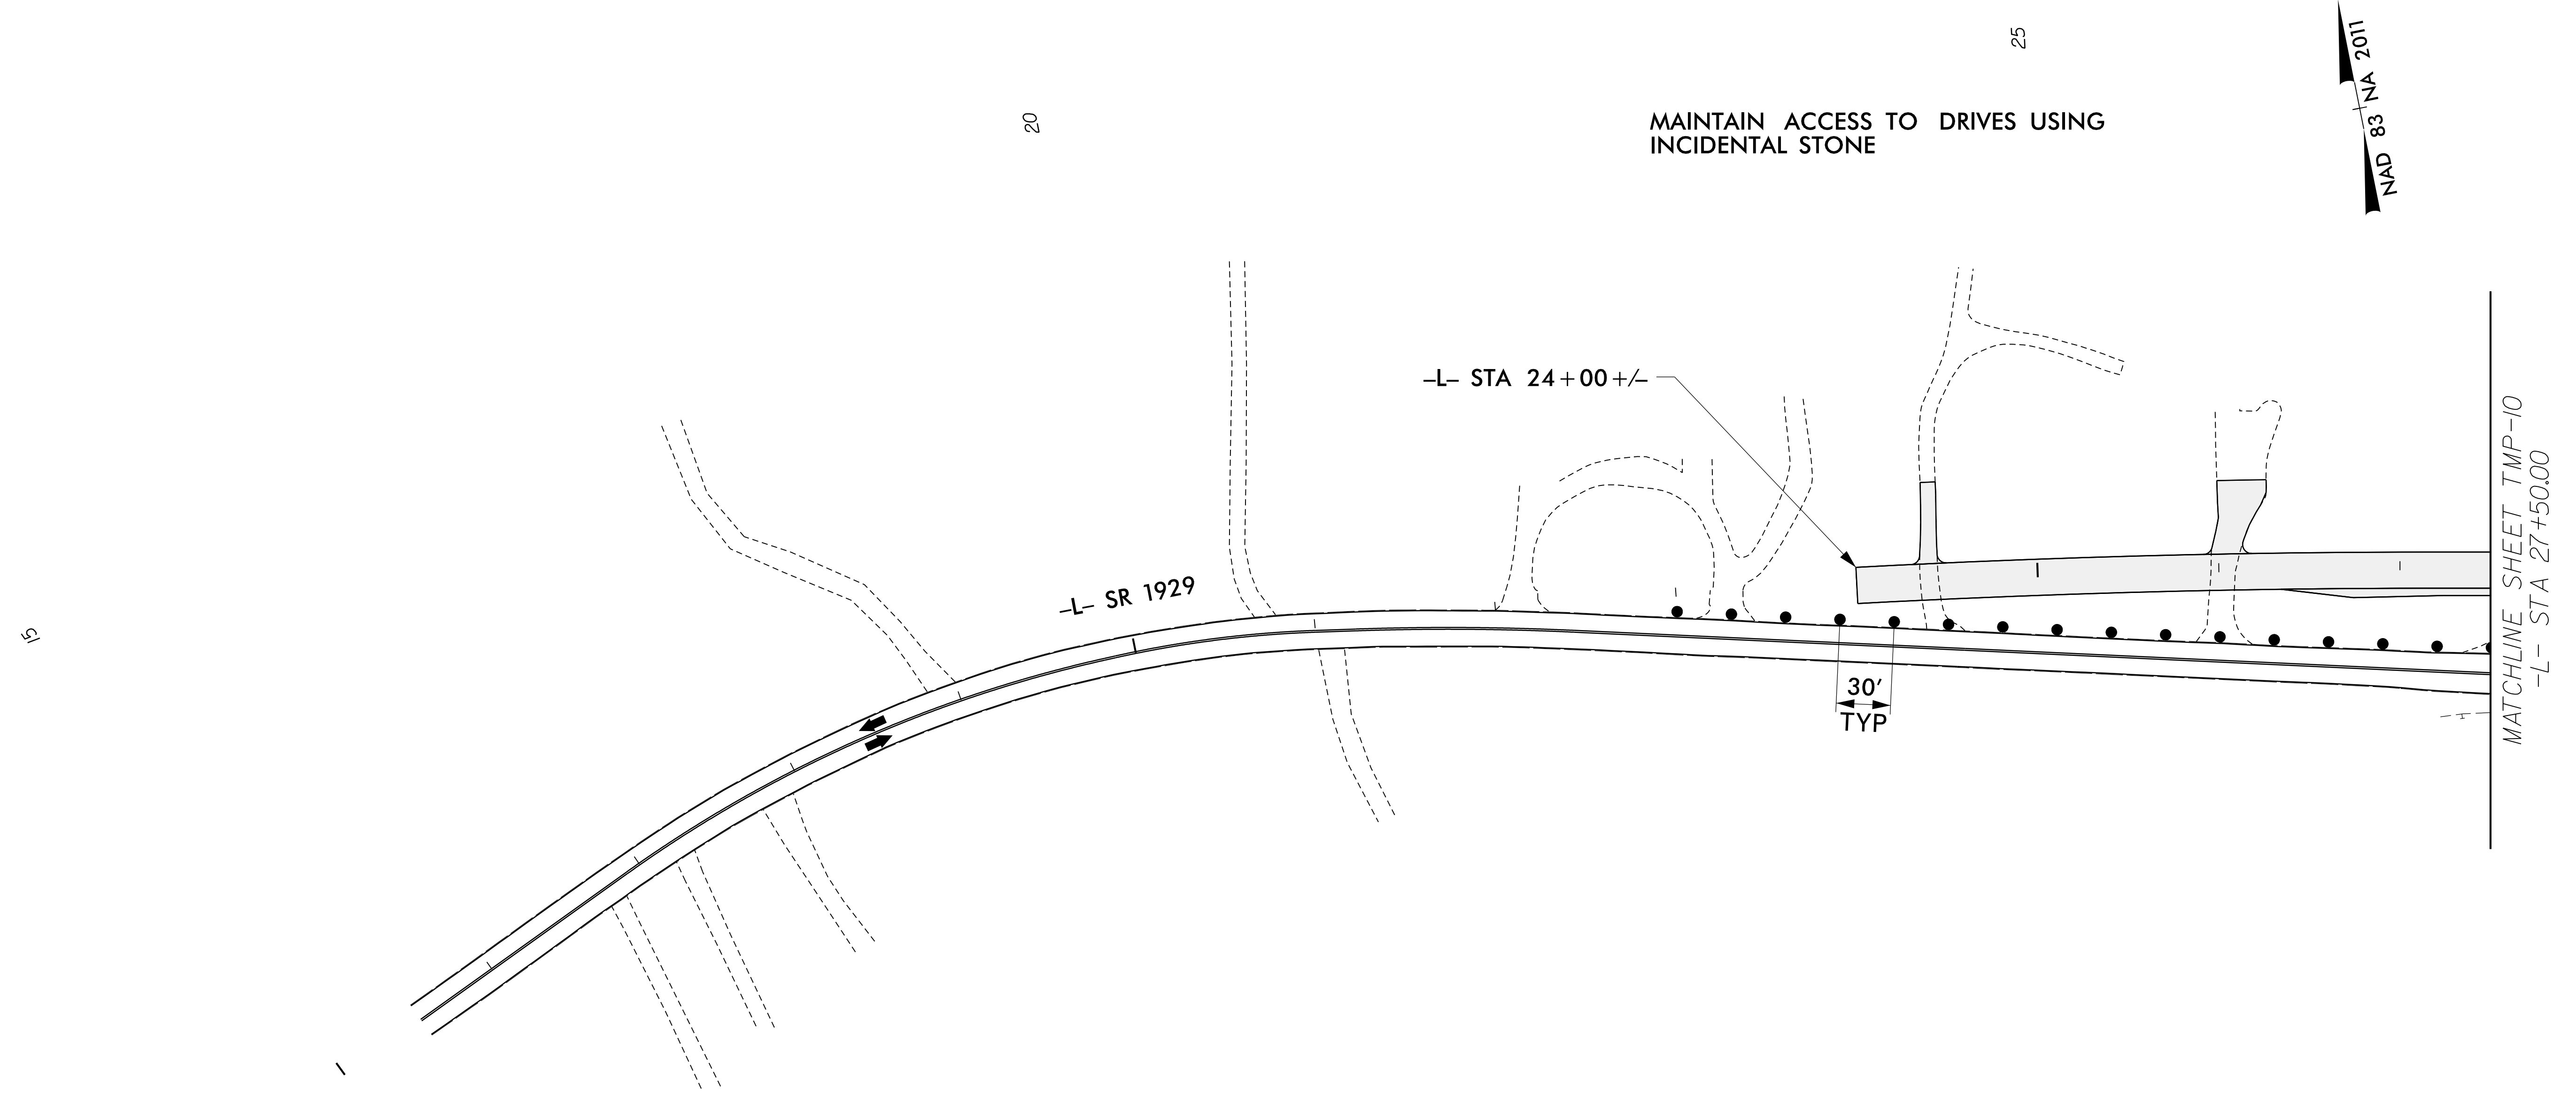 25
NAD 83 NA 2011
20
MAINTAIN ACCESS TO DRIVES USING
INCIDENTAL STONE
-L- STA 24+00+/-
MATCHLINE SHEET TMP-10
-L- STA 27+50.00
-L- SR 1929
15
30'
TYP